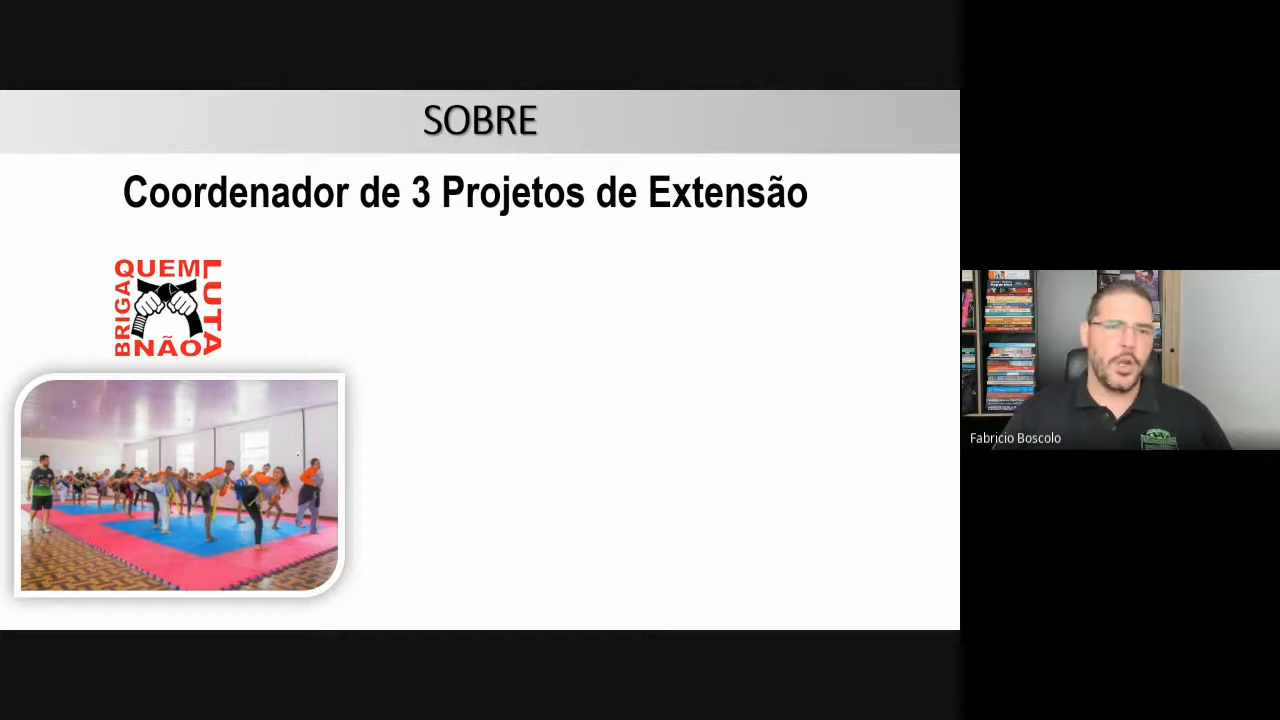 SOBRE
Coordenador de 3 Projetos de Extensão
QUEM
LUTA
NÃO
BRIGA
Fabricio Boscolo